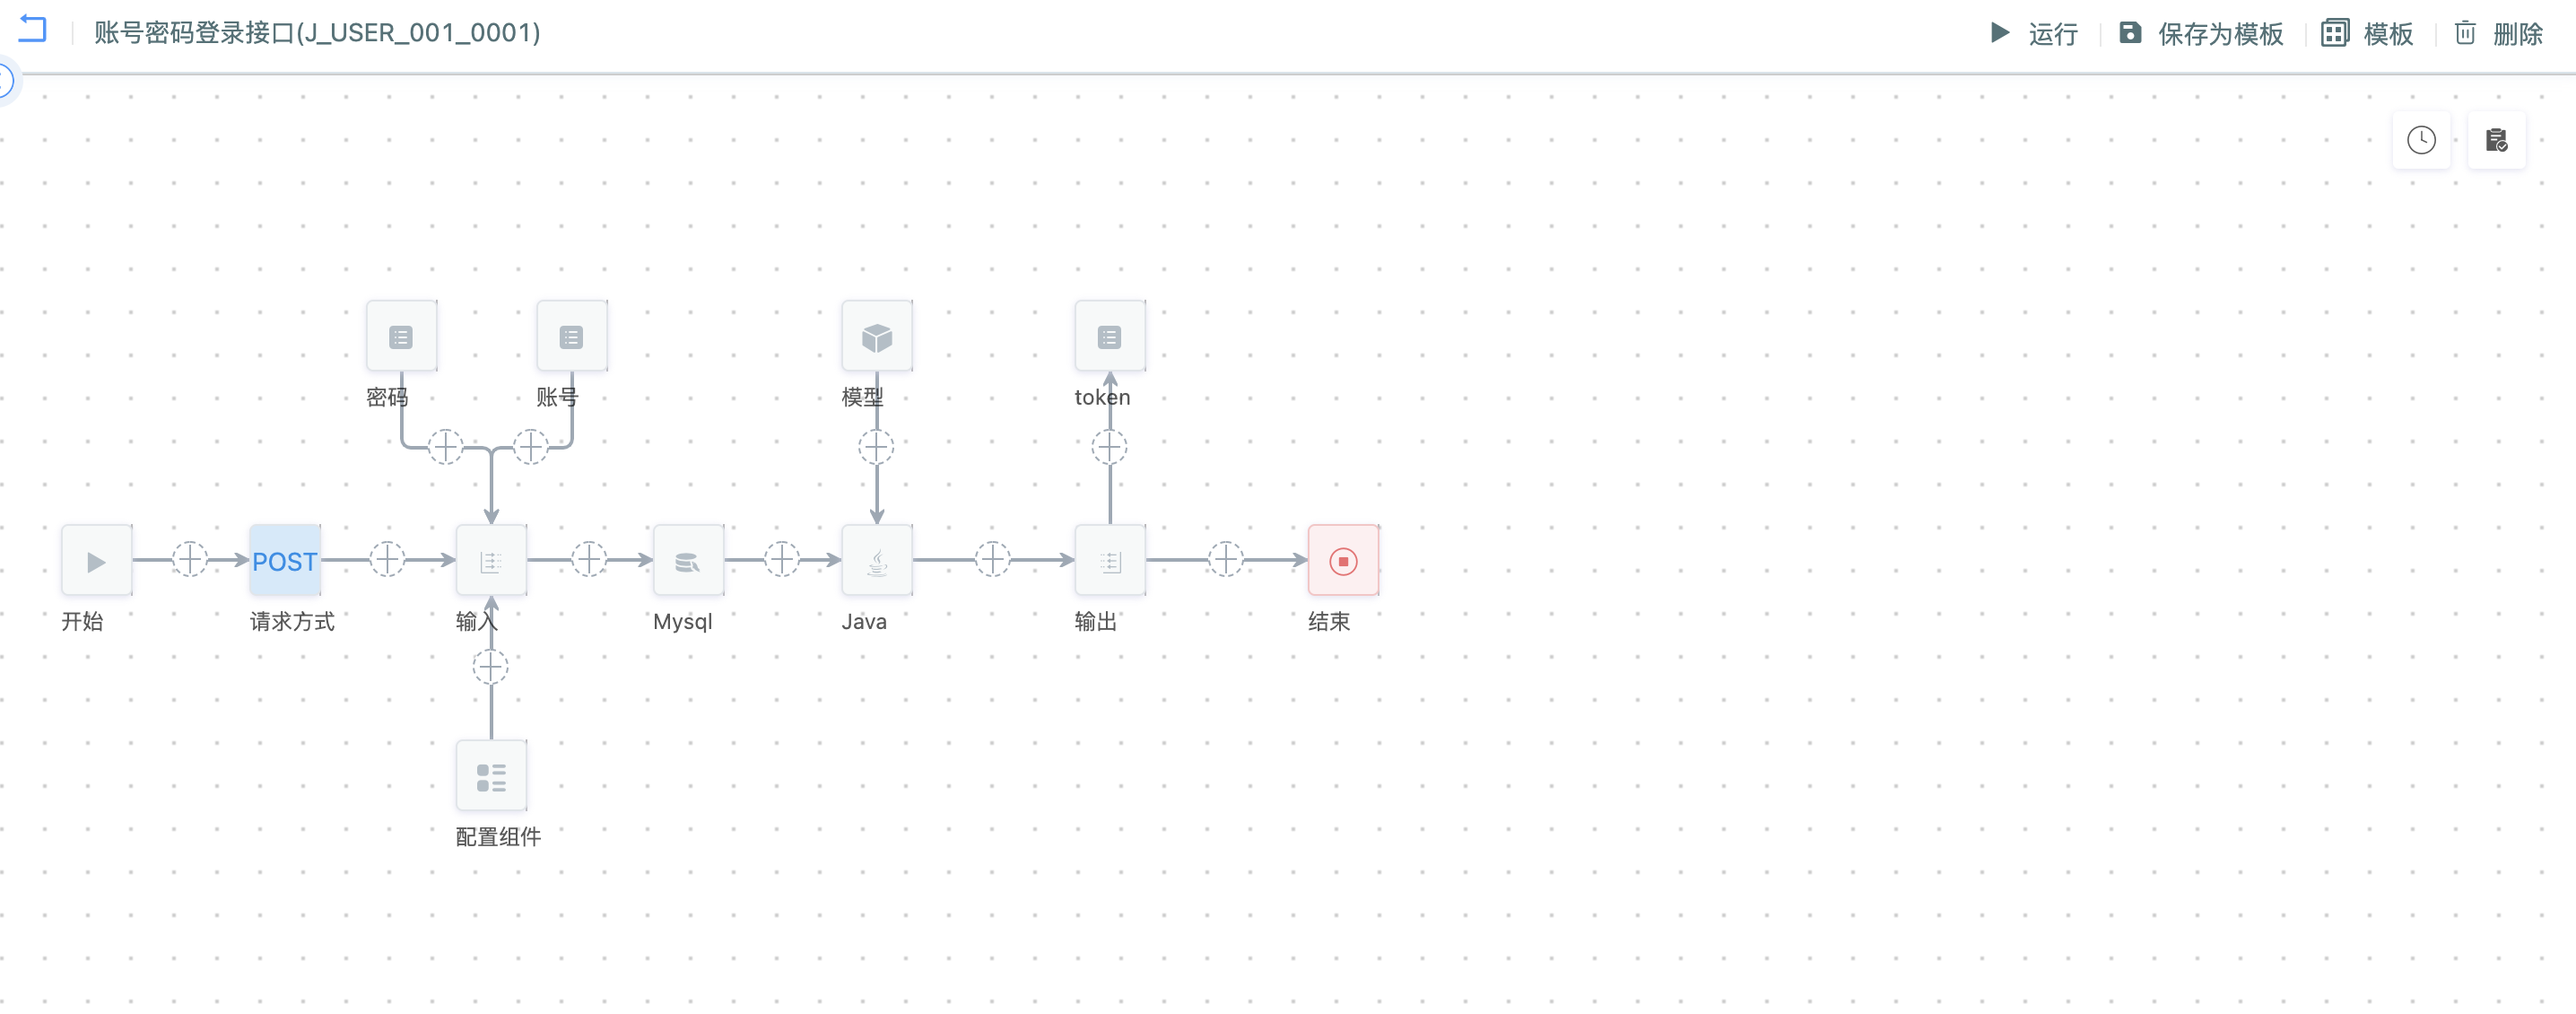 账号密码登录接口(J_USER_001_0001)
运行
保存为模板
模板
删除
密码
账号
模型
token
POST
开始
请求方式
输入
Mysql
Java
输出
结束
配置组件